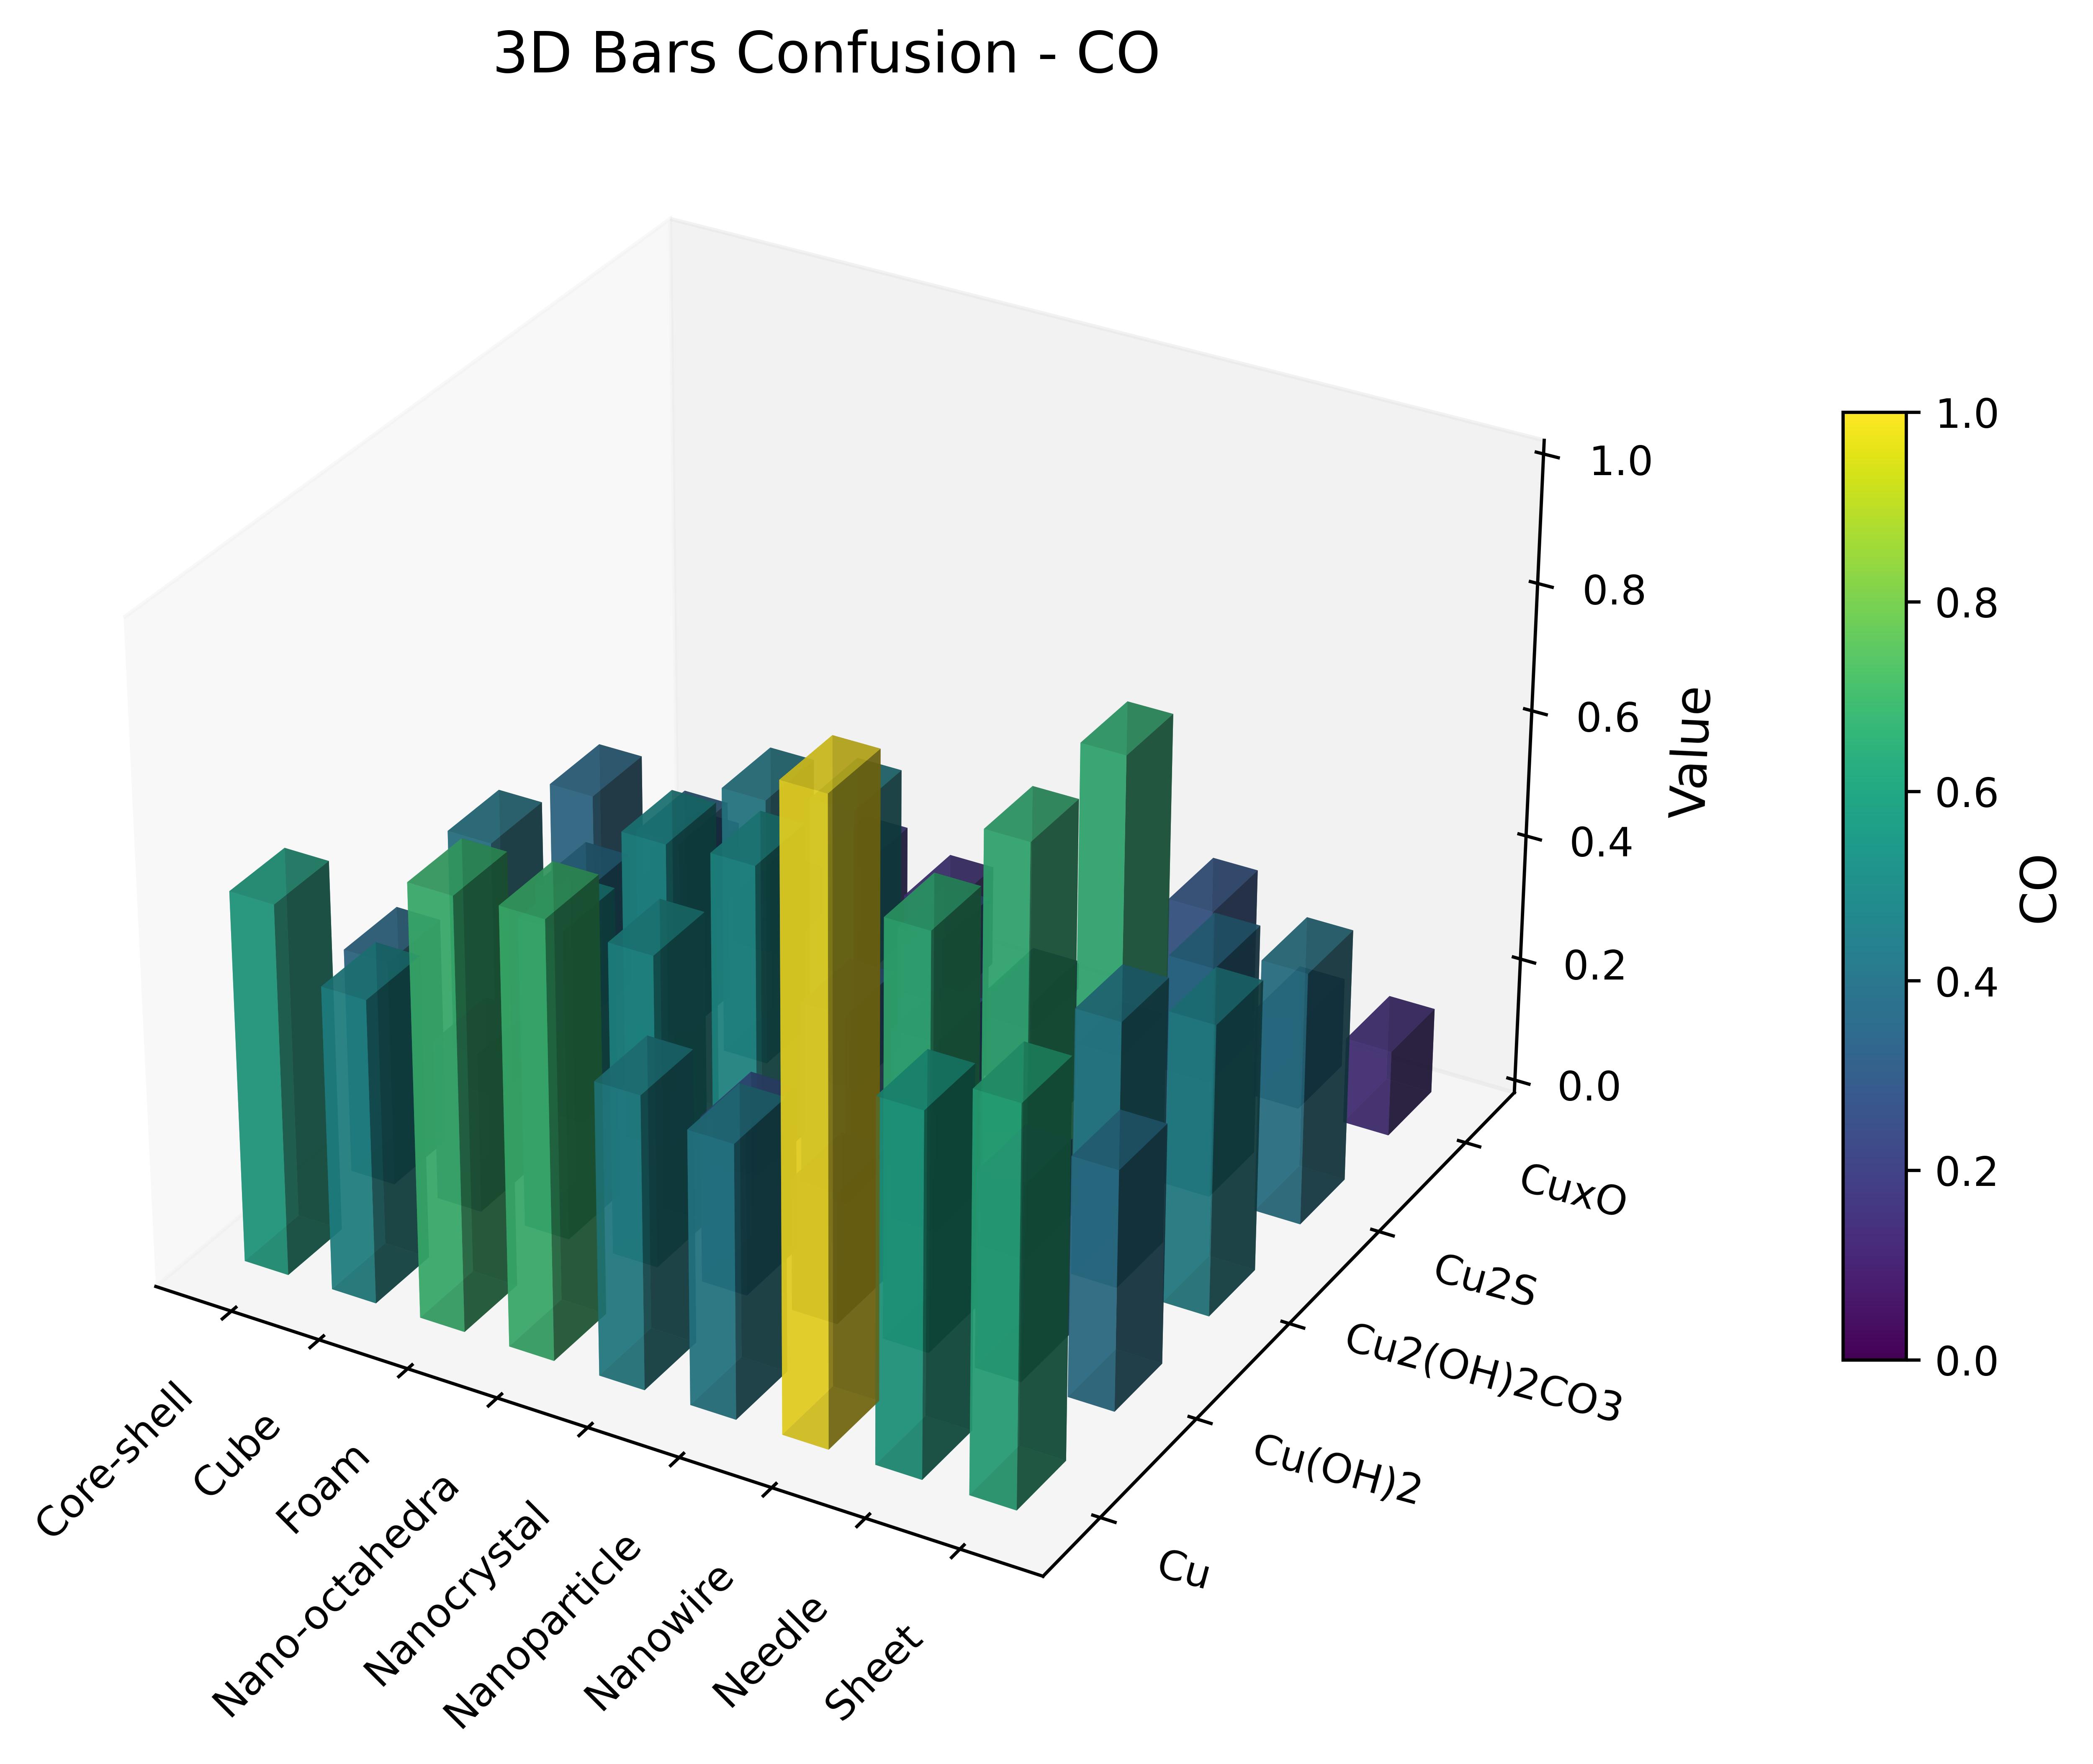 3D Bars Confusion - CO
1.0
0.8
0.6
0.4
0.2
0.0
Value
1.0
0.8
0.6
0.4
0.2
0.0
CO
CuxO
Cu2S
Cu2(OH)2CO3
Cu(OH)2
Cu
Core-shell
Cube
Foam
Nano-octahedra
Nanocrystal
Nanoparticle
Nanowire
Needle
Sheet